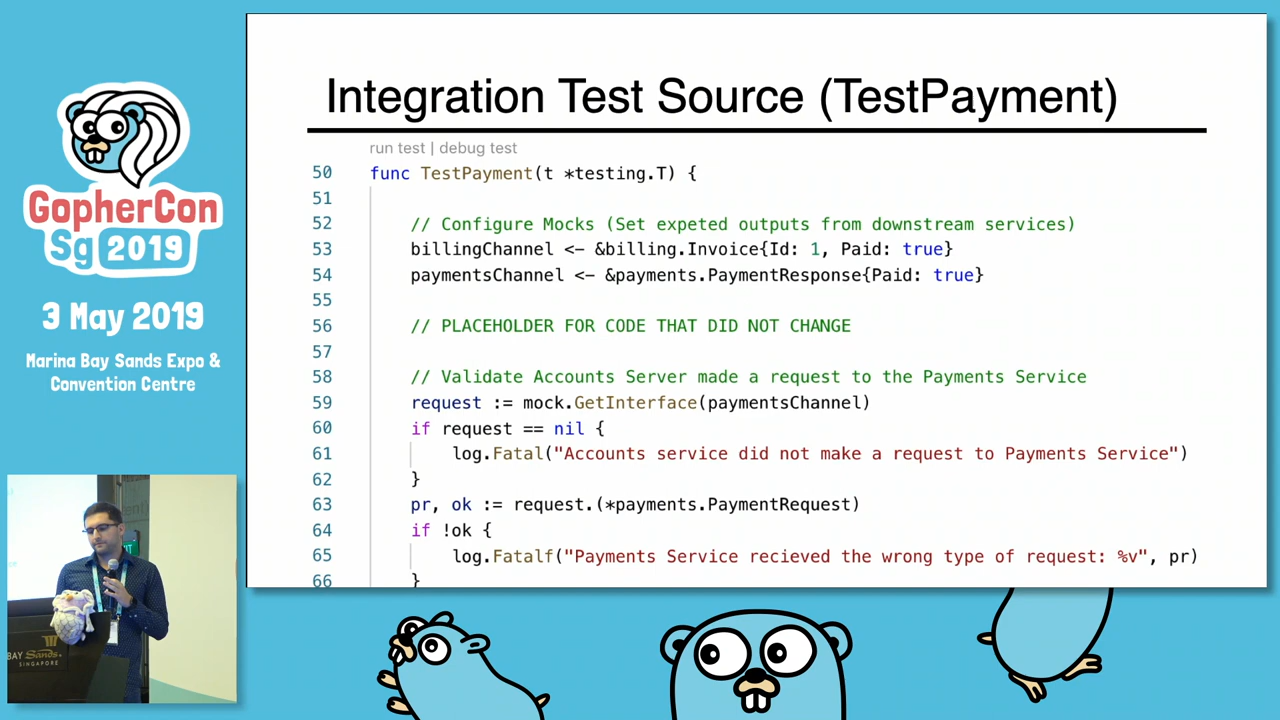 GopherCon
Sg 2019
3 May 2019
Marina Bay Sands Expo &
Convention Centre
Integration Test Source (TestPayment)
run test | debug test
50 func TestPayment(t *testing.T) {
51
52 // Configure Mocks (Set expeted outputs from downstream services)
53 billingChannel <- &billing.Invoice{Id: 1, Paid: true}
54 paymentsChannel <- &payments.PaymentResponse{Paid: true}
55
56 // PLACEHOLDER FOR CODE THAT DID NOT CHANGE
57
58 // Validate Accounts Server made a request to the Payments Service
59 request := mock.GetInterface(paymentsChannel)
60 if request == nil {
61 log.Fatal("Accounts service did not make a request to Payments Service")
62 }
63 pr, ok := request.(*payments.PaymentRequest)
64 if !ok {
65 log.Fatalf("Payments Service recieved the wrong type of request: %v", pr)
66 }
BAY Sands
SINGAPORE